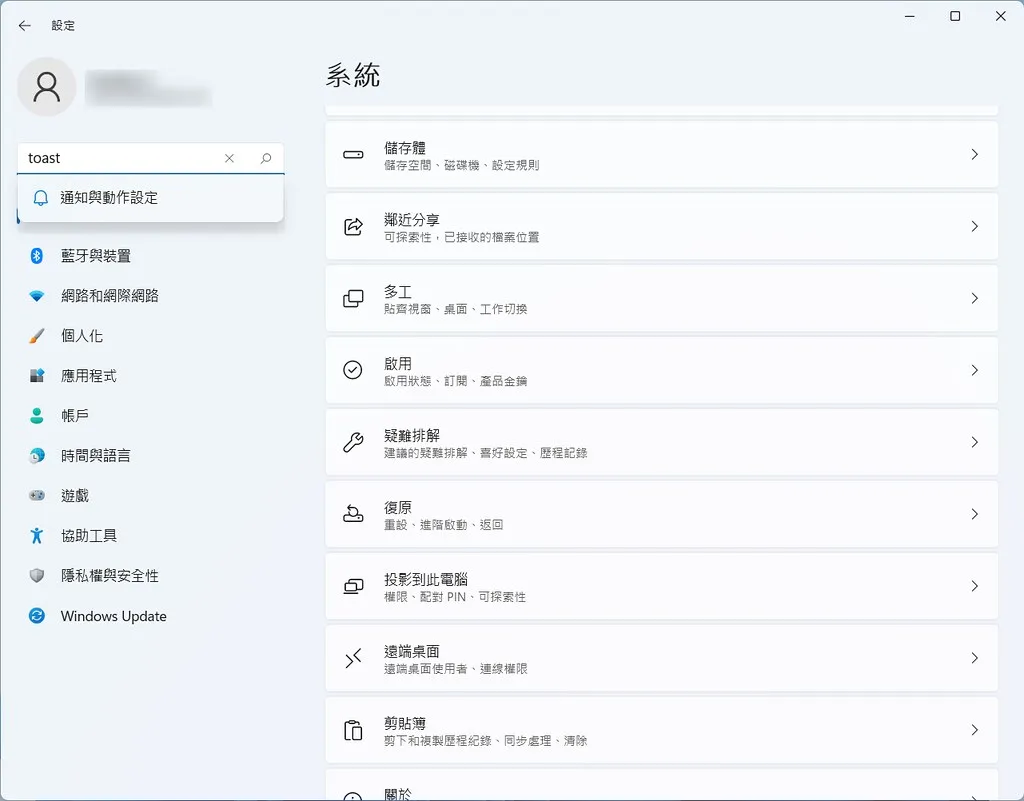 設定
toast
通知與動作設定
藍牙與裝置
網路和網際網路
個人化
應用程式
帳戶
時間與語言
遊戲
協助工具
隱私權與安全性
Windows Update
系統
儲存體
儲存空間、磁碟機、設定規則
鄰近分享
可探索性，已接收的檔案位置
多工
貼齊視窗、桌面、工作切換
啟用
啟用狀態、訂閱、產品金鑰
疑難排解
建議的疑難排解、喜好設定、歷程記錄
復原
重設、進階啟動、返回
投影到此電腦
權限、配對 PIN、可探索性
遠端桌面
遠端桌面使用者、連線權限
剪貼簿
剪下和複製歷程紀錄、同步處理、清除
關於